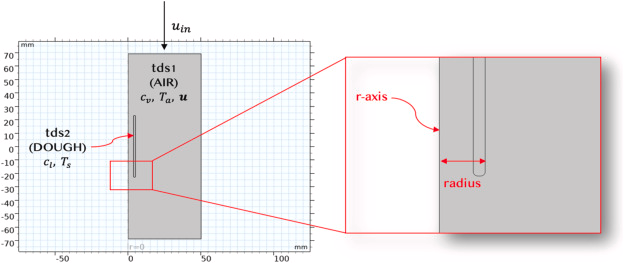 u_in
mm
70
60
50
40
30
20
10
0
-10
-20
-30
-40
-50
-60
-70
tds1
(AIR)
c_v, T_a, u
tds2
(DOUGH)
c_l, T_s
r=0
-50
0
50
100
mm
r-axis
radius